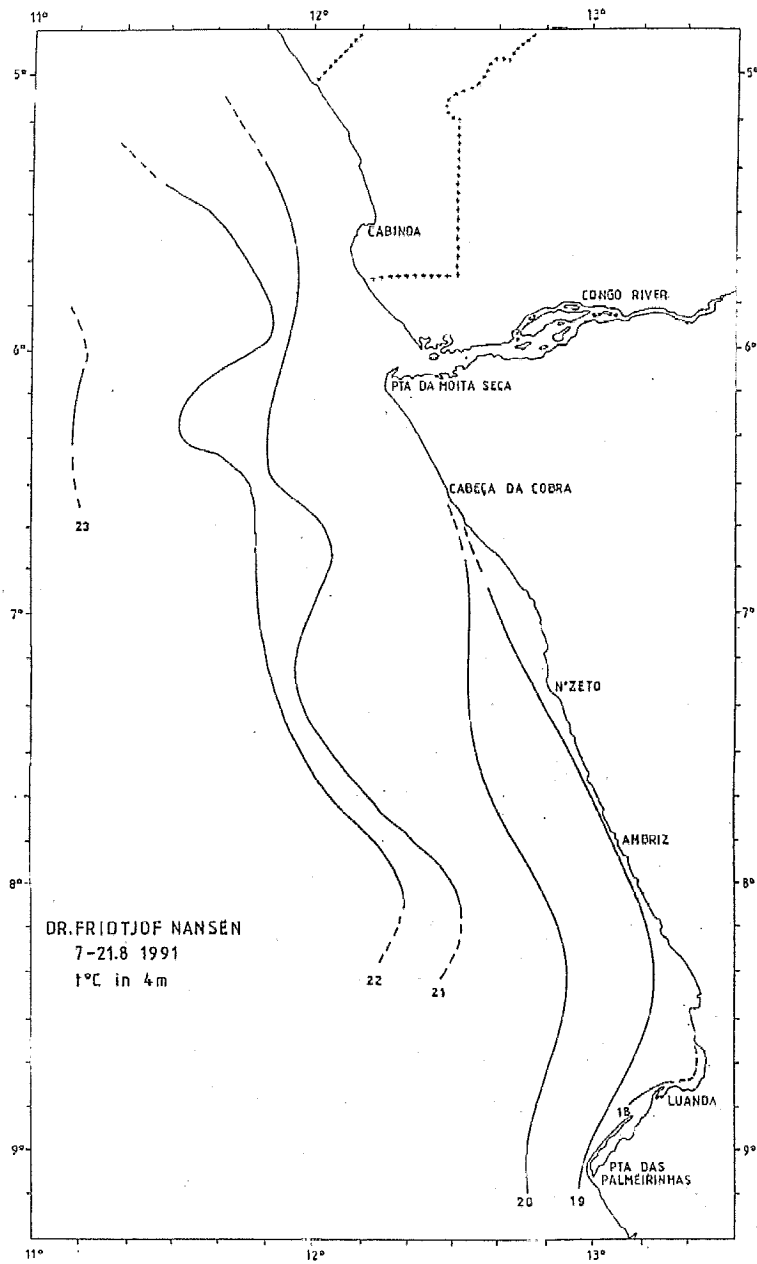 11° 12° 13°
5° 5°
CABINDA
CONGO RIVER
6° 6°
PTA DA MOITA SECA
CABEÇA DA COBRA
23
7° 7°
N'ZETO
AMBRIZ
8° 8°
DR. FRIDTJOF NANSEN
7-21.8 1991
t°C in 4m
22 21
LUANDA
18
9° 9°
PTA DAS
PALMEIRINHAS
20 19
11° 12° 13°